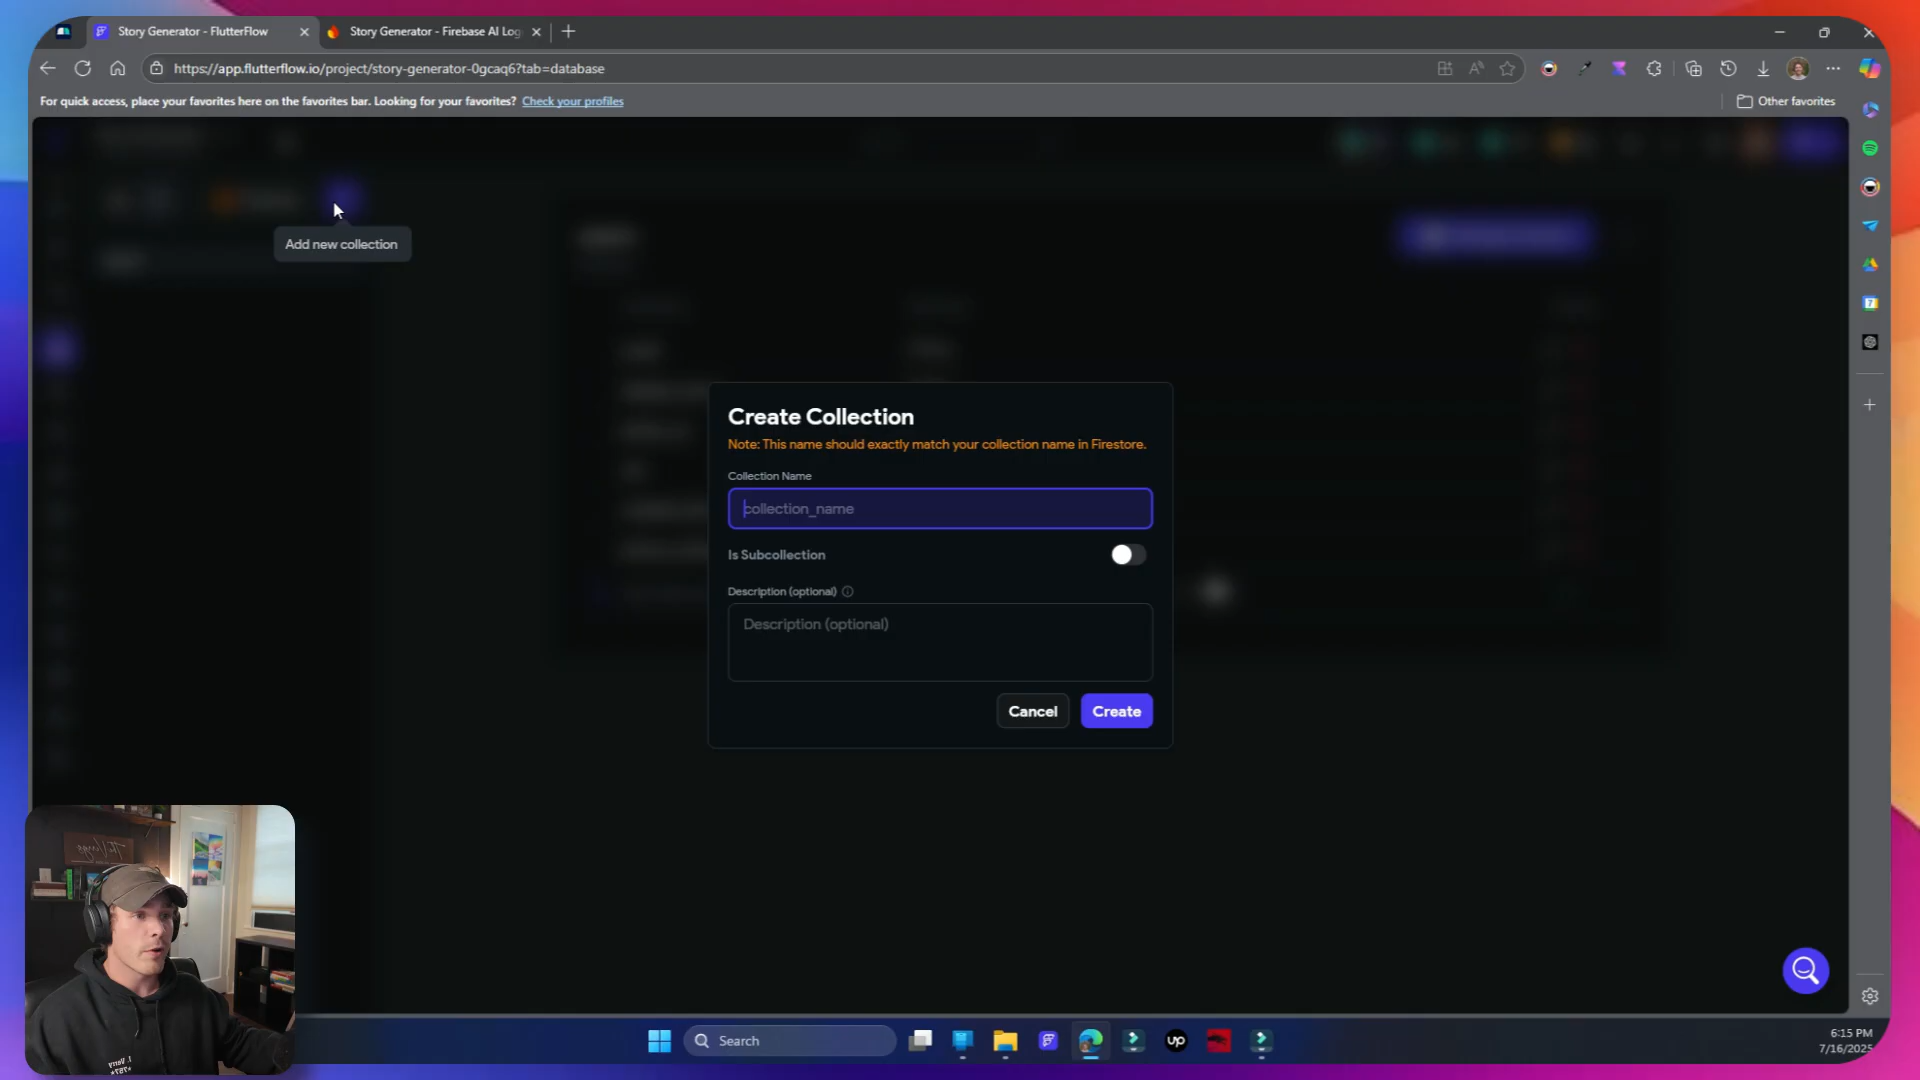 Story Generator - FlutterFlow
Story Generator - Firebase AI Log
https://app.flutterflow.io/project/story-generator-0gcaq6?tab=database
For quick access, place your favorites here on the favorites bar. Looking for your favorites? Check your profiles
Other favorites
Add new collection
Create Collection
Note: This name should exactly match your collection name in Firestore.
Collection Name
collection_name
Is Subcollection
Description (optional)
Description (optional)
Cancel
Create
Search
up
6:15 PM
7/16/2025